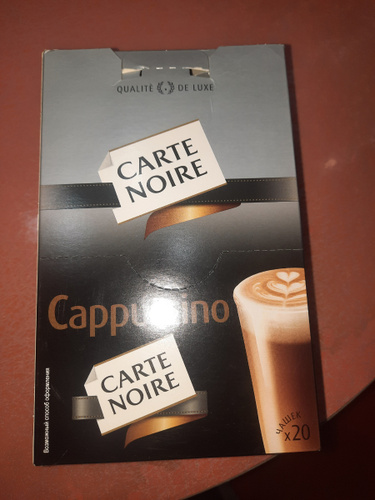 QUALITÉ DE LUXE
CARTE
NOIRE
Cappuccino
CARTE
NOIRE
Возможный способ оформления
ЧАШЕК
x20